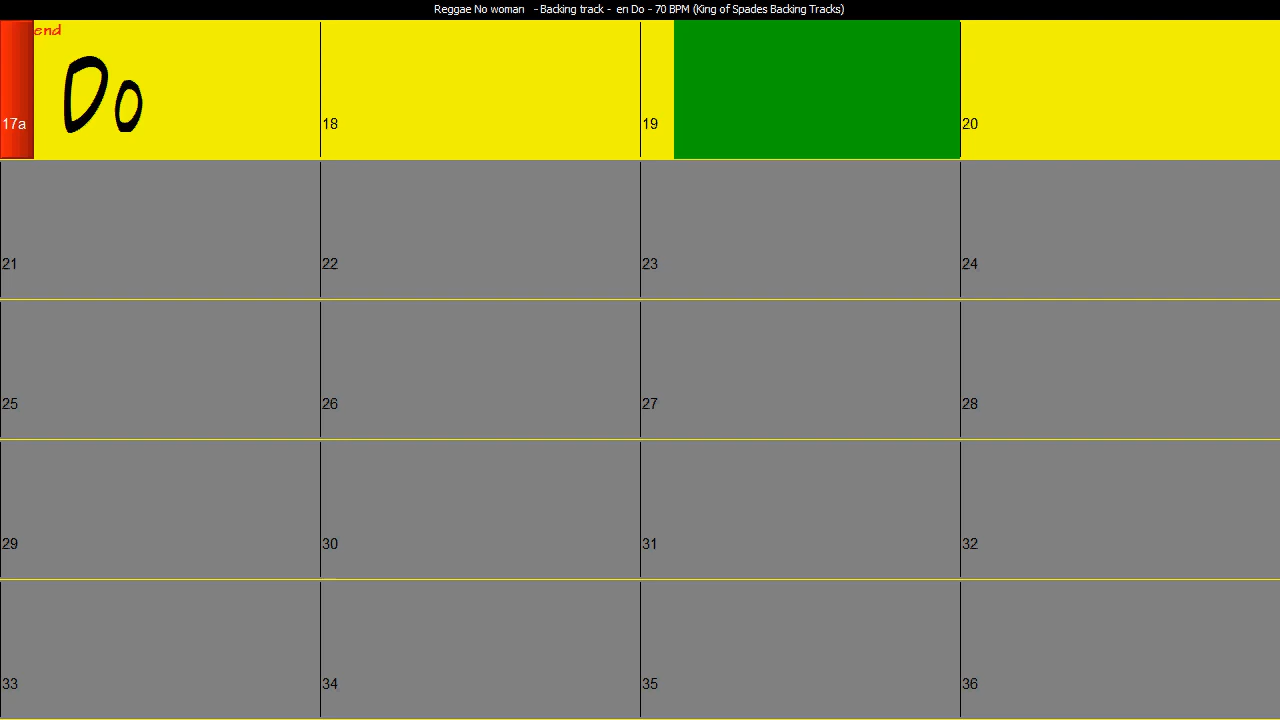 Reggae No woman - Backing track - en Do - 70 BPM (King of Spades Backing Tracks)
end
Do
17a 18 19 20
21 22 23 24
25 26 27 28
29 30 31 32
33 34 35 36